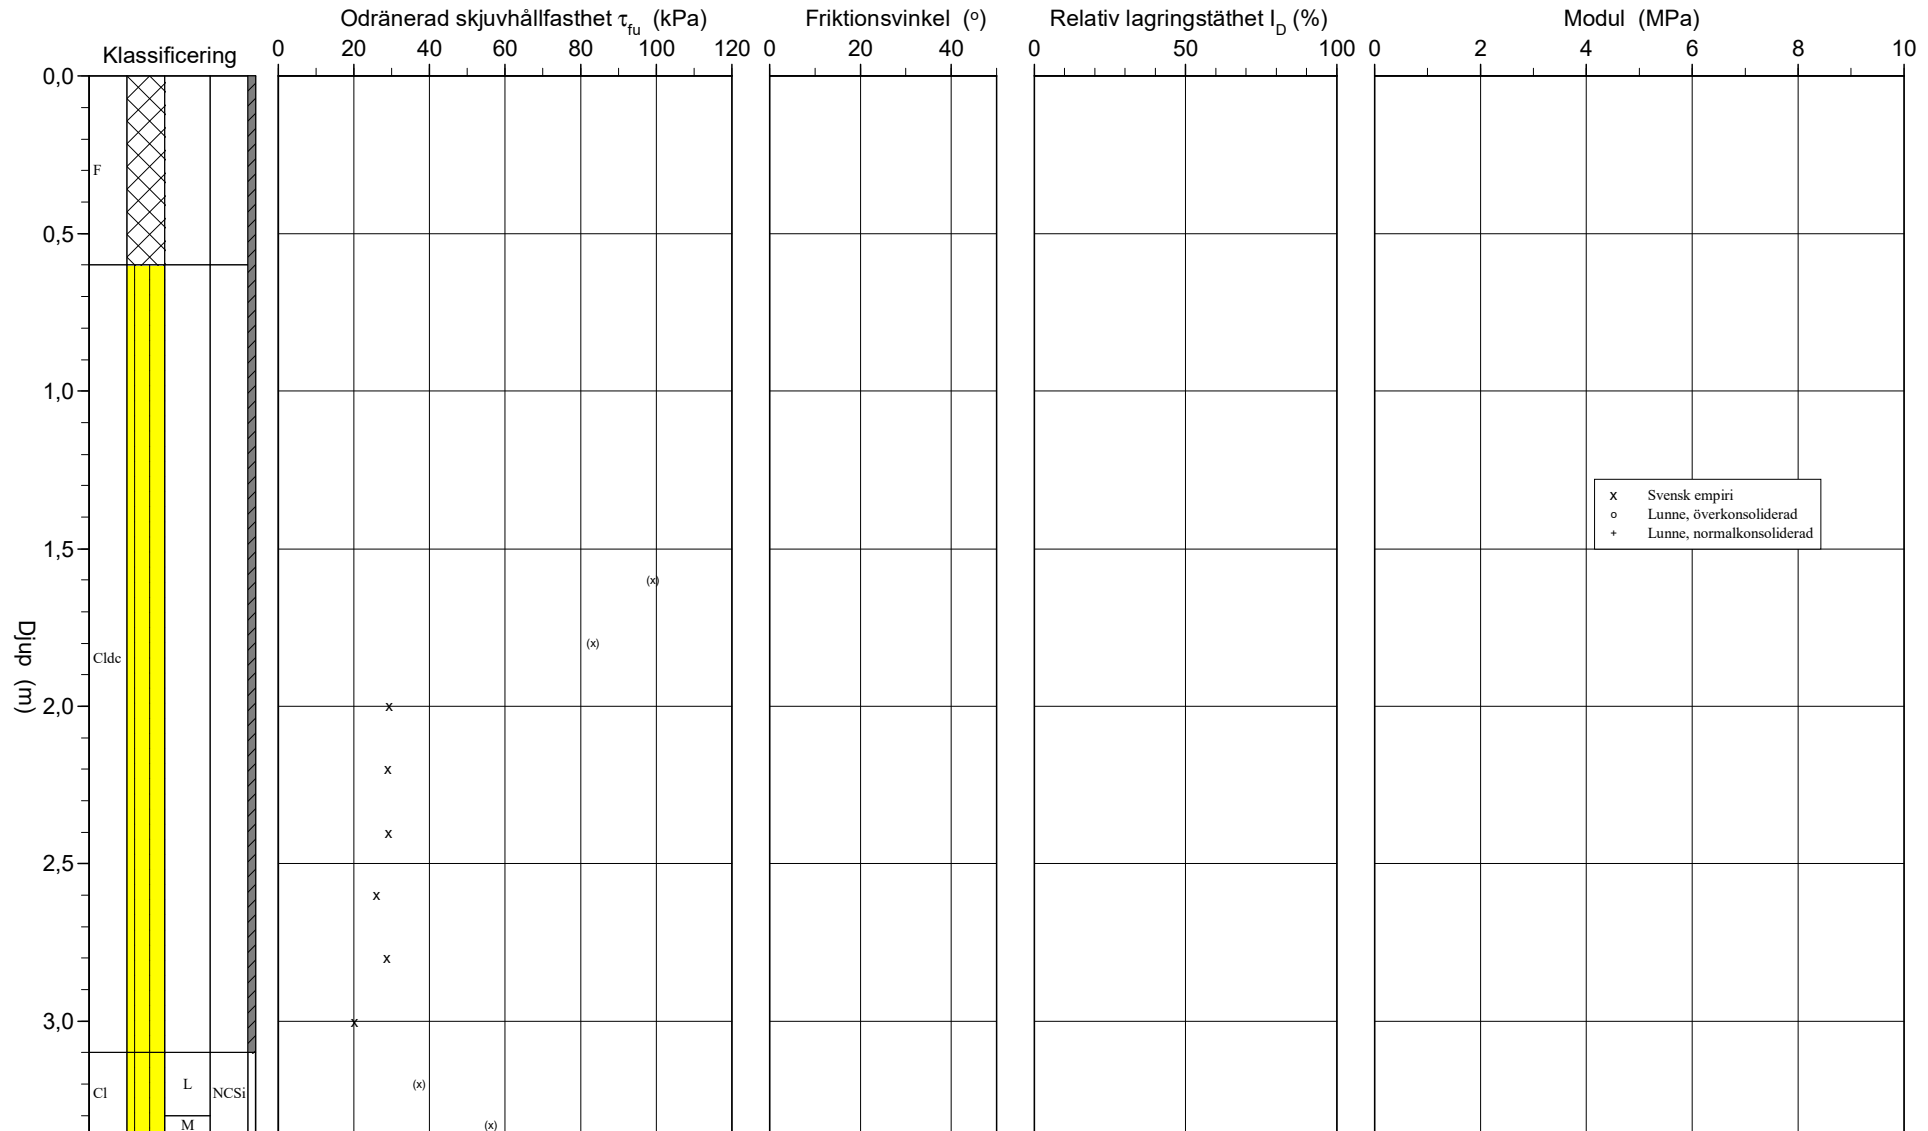 Odränerad skjuvhållfasthet τfu (kPa)
Friktionsvinkel (o)
Relativ lagringstäthet ID (%)
Modul (MPa)
Klassificering
0 20 40 60 80 100 120
0 20 40
0 50 100
0 2 4 6 8 10
0,0
F
0,5
1,0
x Svensk empiri
o Lunne, överkonsoliderad
+ Lunne, normalkonsoliderad
1,5
(x)
(x)
Djup (m)
Cldc
2,0
x
x
x
2,5
x
x
3,0
x
(x)
Cl
L
NCSi
M
(x)